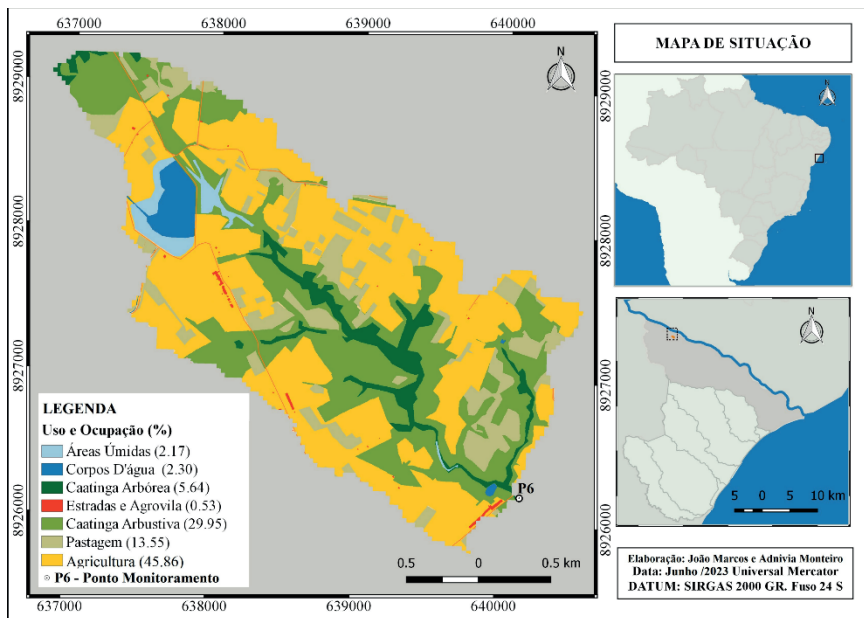 637000
638000
639000
640000
8929000
8928000
8927000
8926000
N
LEGENDA
Uso e Ocupação (%)
Áreas Úmidas (2.17)
Corpos D'água (2.30)
Caatinga Arbórea (5.64)
Estradas e Agrovila (0.53)
Caatinga Arbustiva (29.95)
Pastagem (13.55)
Agricultura (45.86)
P6 - Ponto Monitoramento
P6
0.5 0 0.5 km
637000
638000
639000
640000
8929000
8928000
8927000
8926000
MAPA DE SITUAÇÃO
N
N
5 0 5 10 km
Elaboração: João Marcos e Adnivia Monteiro
Data: Junho /2023 Universal Mercator
DATUM: SIRGAS 2000 GR. Fuso 24 S